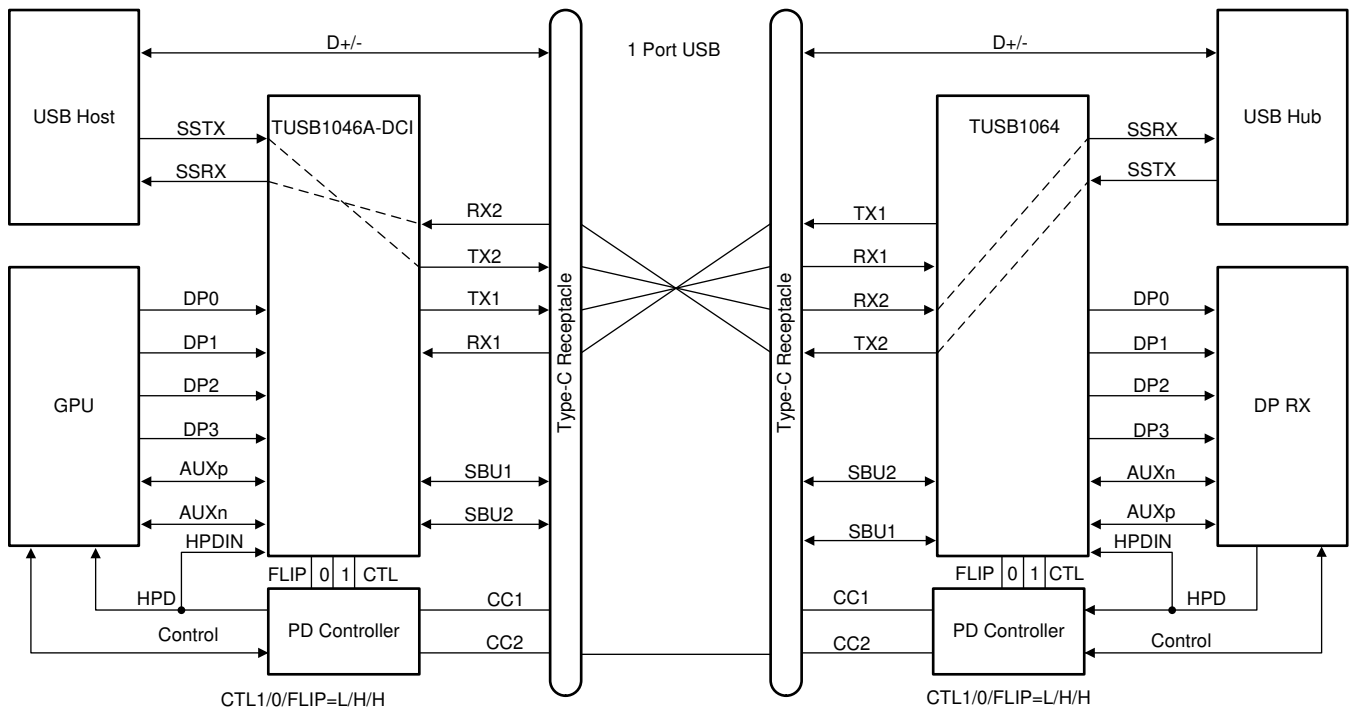 D+/-
1 Port USB
D+/-
USB Host
TUSB1046A-DCI
TUSB1064
USB Hub
SSTX
SSRX
SSRX
SSTX
RX2
TX2
TX1
RX1
TX1
RX1
RX2
TX2
Type-C Receptacle
Type-C Receptacle
GPU
DP0
DP1
DP2
DP3
AUXp
AUXn
HPDIN
SBU1
SBU2
SBU2
SBU1
DP0
DP1
DP2
DP3
AUXn
AUXp
HPDIN
DP RX
FLIP 0 1 CTL
FLIP 0 1 CTL
HPD
Control
PD Controller
CC1
CC2
CC1
CC2
PD Controller
HPD
Control
CTL1/0/FLIP=L/H/H
CTL1/0/FLIP=L/H/H